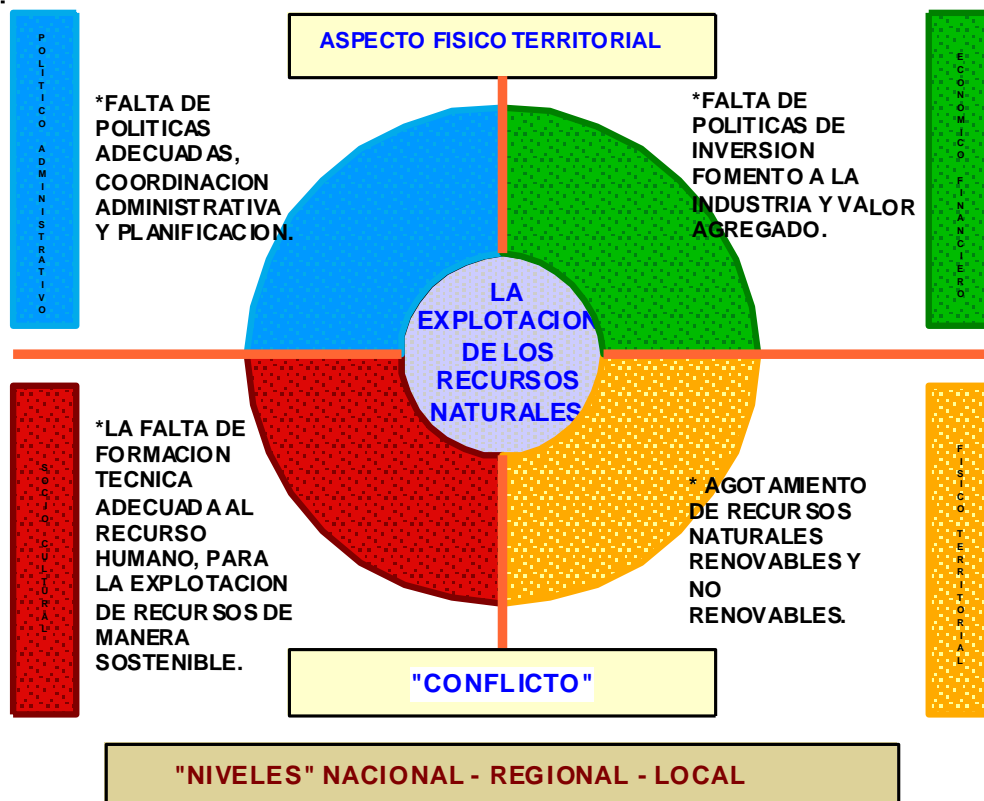 ASPECTO FISICO TERRITORIAL
POLITICO ADMINISTRATIVO
*FALTA DE
POLITICAS
ADECUADAS,
COORDINACION
ADMINISTRATIVA
Y PLANIFICACION.
*FALTA DE
POLITICAS DE
INVERSION
FOMENTO A LA
INDUSTRIA Y VALOR
AGREGADO.
ECONÓMICO FINANCIERO
LA
EXPLOTACION
DE LOS
RECURSOS
NATURALES
SOCIO CULTURAL
*LA FALTA DE
FORMACION
TECNICA
ADECUADA AL
RECURSO
HUMANO, PARA
LA EXPLOTACION
DE RECURSOS DE
MANERA
SOSTENIBLE.
* AGOTAMIENTO
DE RECURSOS
NATURALES
RENOVABLES Y
NO
RENOVABLES.
FISICO TERRITORIAL
"CONFLICTO"
"NIVELES" NACIONAL - REGIONAL - LOCAL